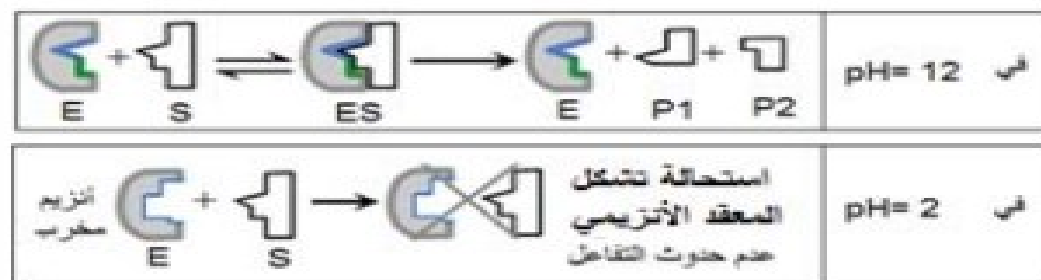 E + S ES E + P1 + P2
في pH= 12
أنزيم مخرب
E + S
استحالة تشكل
المعقد الأنزيمي
عدم حدوث التفاعل
في pH= 2